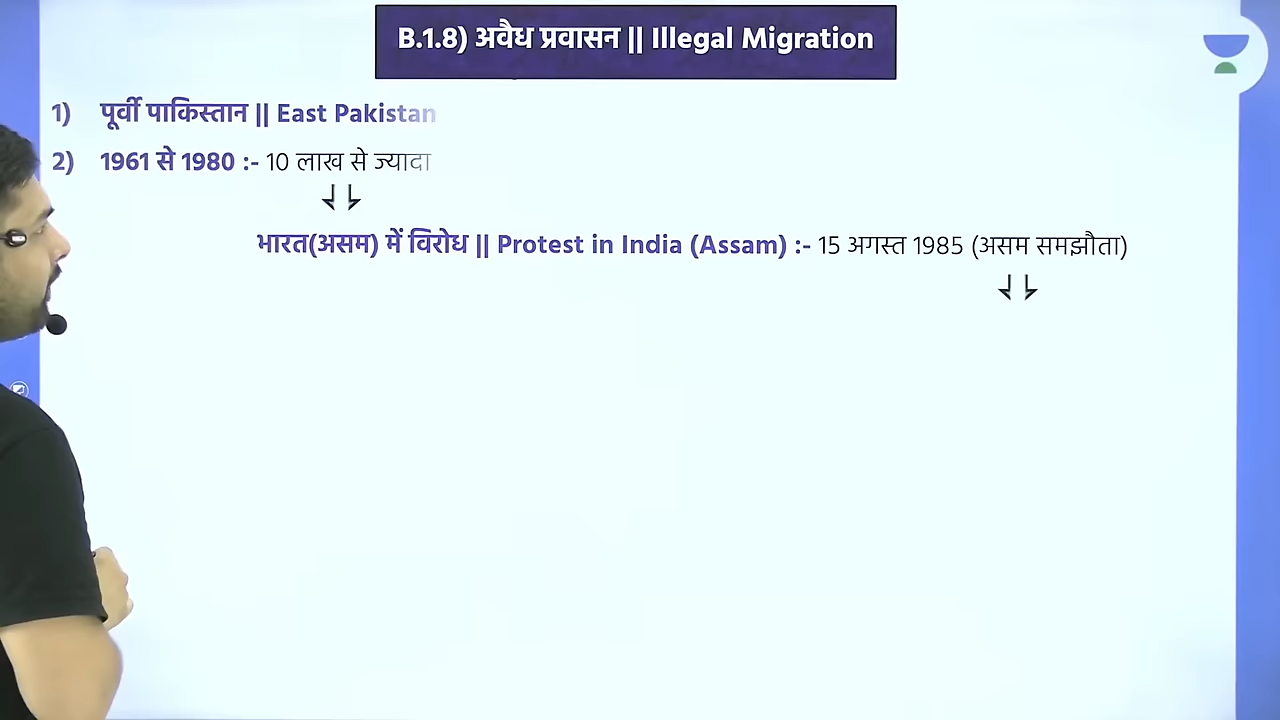 B.1.8) अवैध प्रवासन || Illegal Migration
1) पूर्वी पाकिस्तान || East Pakistan
2) 1961 से 1980 :- 10 लाख से ज्यादा
भारत(असम) में विरोध || Protest in India (Assam) :- 15 अगस्त 1985 (असम समझौता)